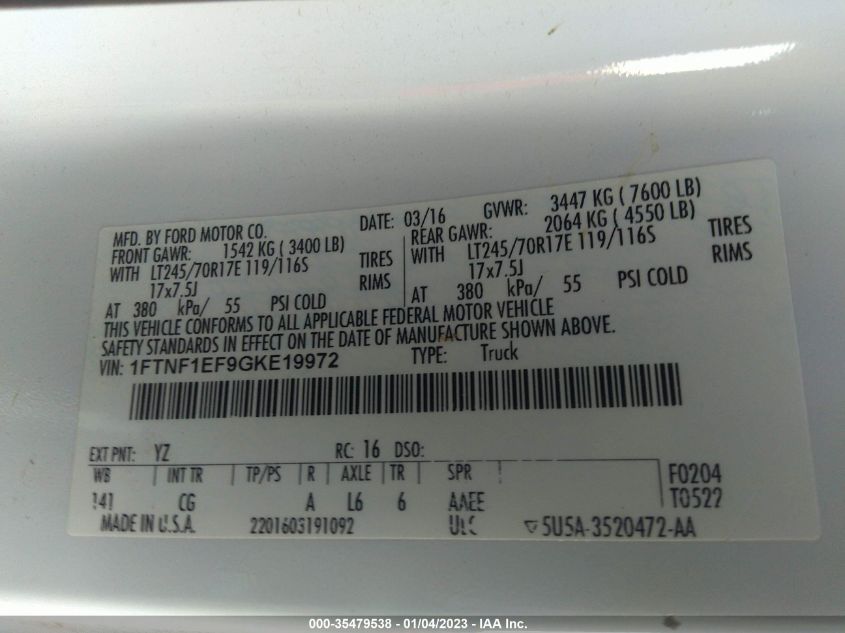 MFD. BY FORD MOTOR CO. DATE: 03/16 GVWR: 3447 KG ( 7600 LB)
FRONT GAWR: 1542 KG ( 3400 LB) REAR GAWR: 2064 KG ( 4550 LB)
WITH LT245/70R17E 119/116S TIRES WITH LT245/70R17E 119/116S TIRES
17x7.5J RIMS 17x7.5J RIMS
AT 380 kPa/ 55 PSI COLD AT 380 kPa/ 55 PSI COLD
THIS VEHICLE CONFORMS TO ALL APPLICABLE FEDERAL MOTOR VEHICLE
SAFETY STANDARDS IN EFFECT ON THE DATE OF MANUFACTURE SHOWN ABOVE.
VIN: 1FTNF1EF9GKE19972 TYPE: Truck
EXT PNT: YZ RC: 16 DSO:
WB INT TR TP/PS R AXLE TR SPR F0204
141 CG A L6 6 AAEE T0522
MADE IN U.S.A. 2201603191092 5U5A-3520472-AA
000-35479538 - 01/04/2023 - IAA Inc.